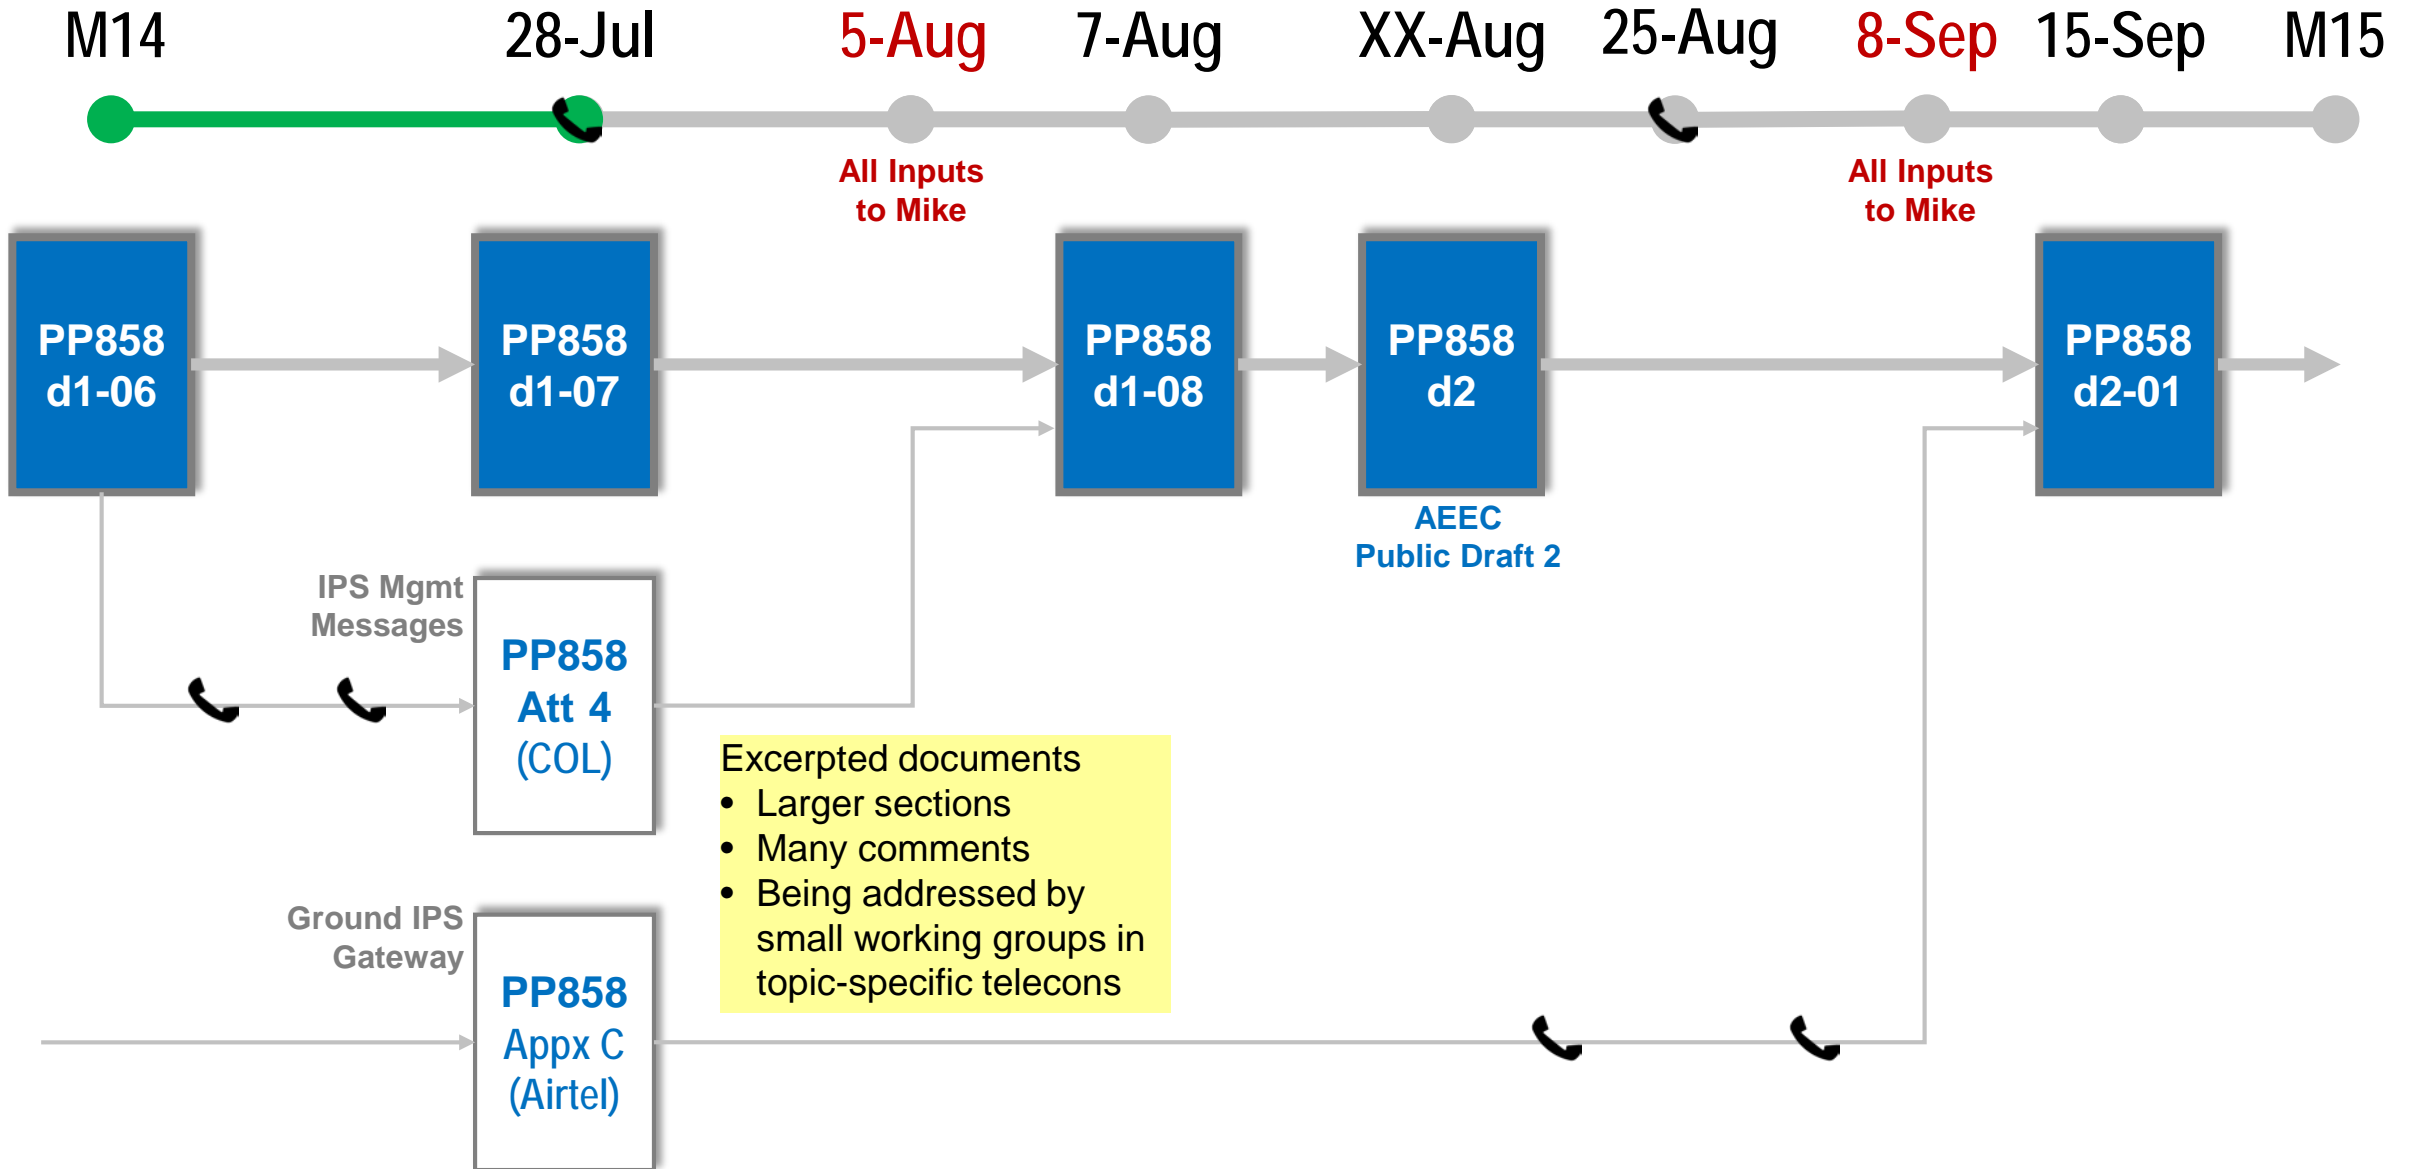 M14
28-Jul
5-Aug
7-Aug
XX-Aug
25-Aug
8-Sep
15-Sep
M15
All Inputs
to Mike
All Inputs
to Mike
PP858
d1-06
PP858
d1-07
PP858
d1-08
PP858
d2
PP858
d2-01
AEEC
Public Draft 2
IPS Mgmt
Messages
PP858
Att 4
(COL)
Excerpted documents
• Larger sections
• Many comments
• Being addressed by
small working groups in
topic-specific telecons
Ground IPS
Gateway
PP858
Appx C
(Airtel)